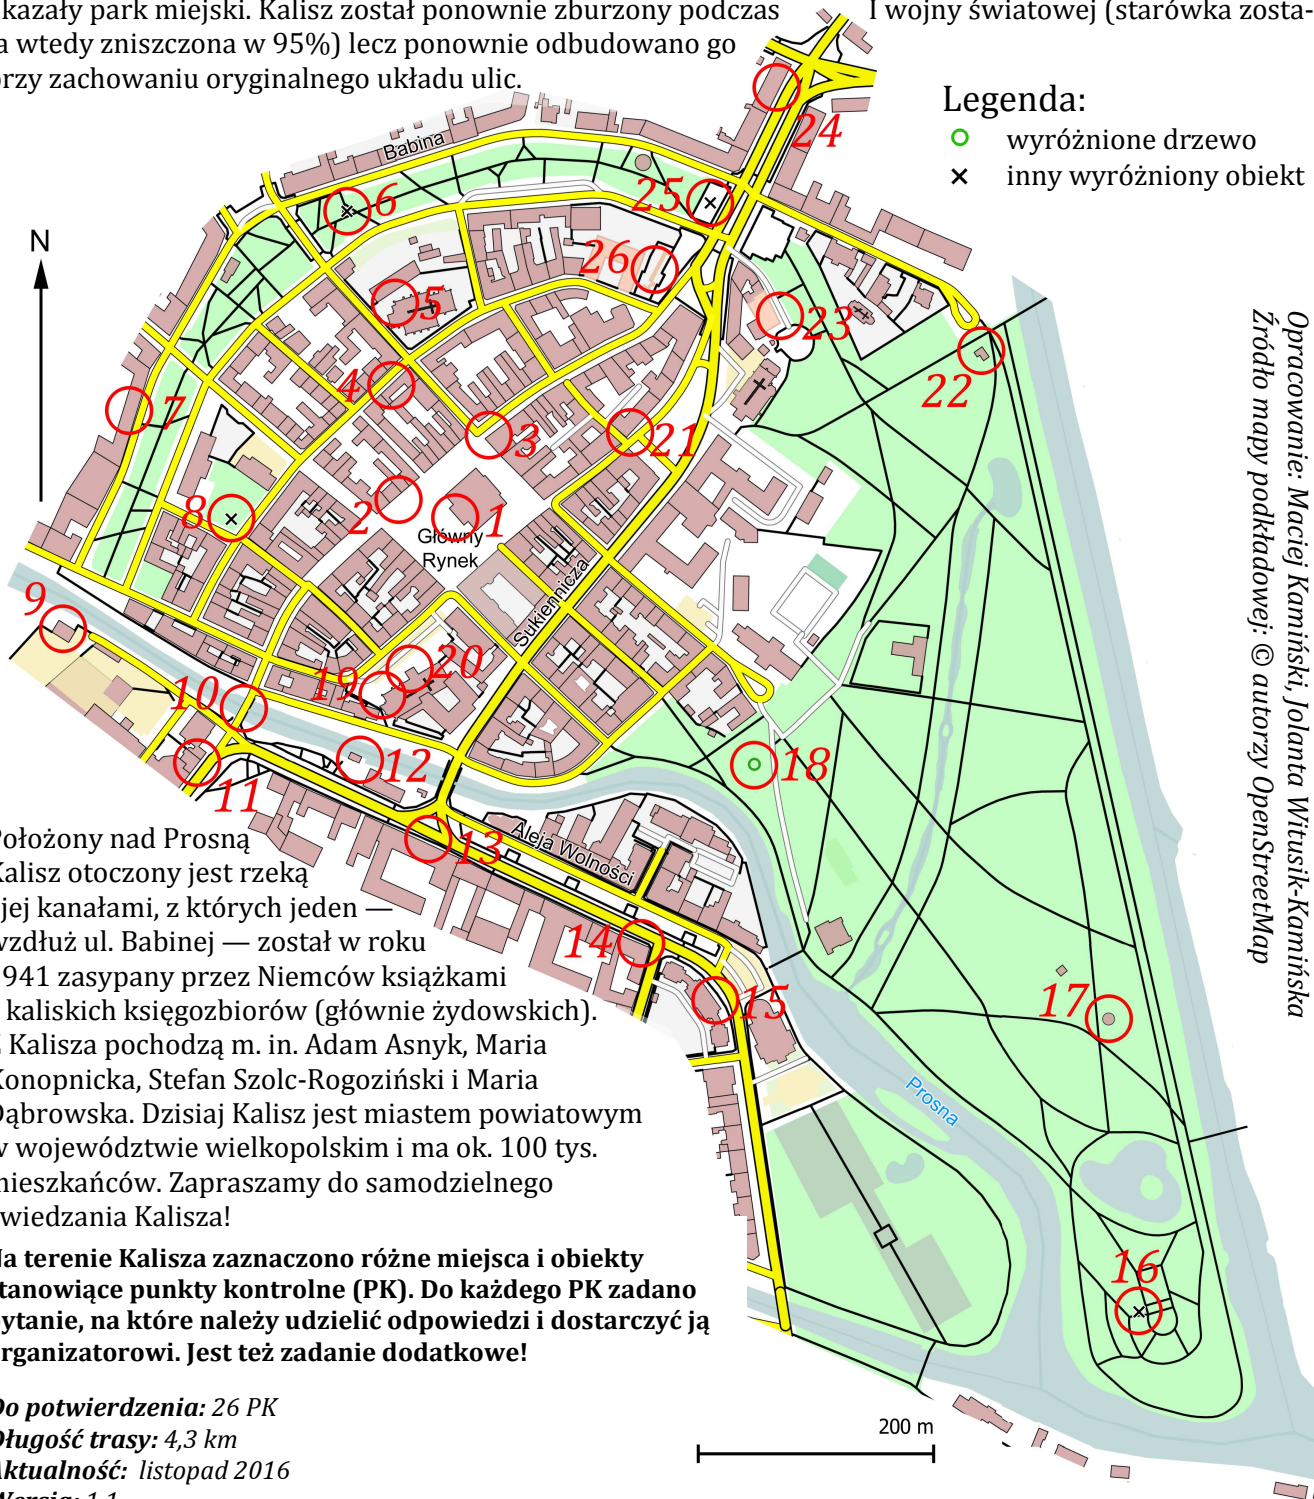 kazały park miejski. Kalisz został ponownie zburzony podczas I wojny światowej (starówka zosta-
a wtedy zniszczona w 95%) lecz ponownie odbudowano go
przy zachowaniu oryginalnego układu ulic.
Legenda:
wyróżnione drzewo
inny wyróżniony obiekt
N
Babina
24
25
6
26
5
23
22
4
7
3
21
2
1
8
Główny
Rynek
Sukiennicza
9
20
19
10
12
18
11
13
Aleja Wolności
14
15
17
Prosna
16
Opracowanie: Maciej Kamiński, Jolanta Witusik-Kamińska
Źródło mapy podkładowej: © autorzy OpenStreetMap
Położony nad Prosną
Kalisz otoczony jest rzeką
jej kanałami, z których jeden —
wzdłuż ul. Babinej — został w roku
1941 zasypany przez Niemców książkami
kaliskich księgozbiorów (głównie żydowskich).
Z Kalisza pochodzą m. in. Adam Asnyk, Maria
Konopnicka, Stefan Szolc-Rogoziński i Maria
Dąbrowska. Dzisiaj Kalisz jest miastem powiatowym
w województwie wielkopolskim i ma ok. 100 tys.
mieszkańców. Zapraszamy do samodzielnego
zwiedzania Kalisza!
Na terenie Kalisza zaznaczono różne miejsca i obiekty
stanowiące punkty kontrolne (PK). Do każdego PK zadano
pytanie, na które należy udzielić odpowiedzi i dostarczyć ją
organizatorowi. Jest też zadanie dodatkowe!
Do potwierdzenia: 26 PK
Długość trasy: 4,3 km
Aktualność: listopad 2016
Wersja: 1.1
200 m